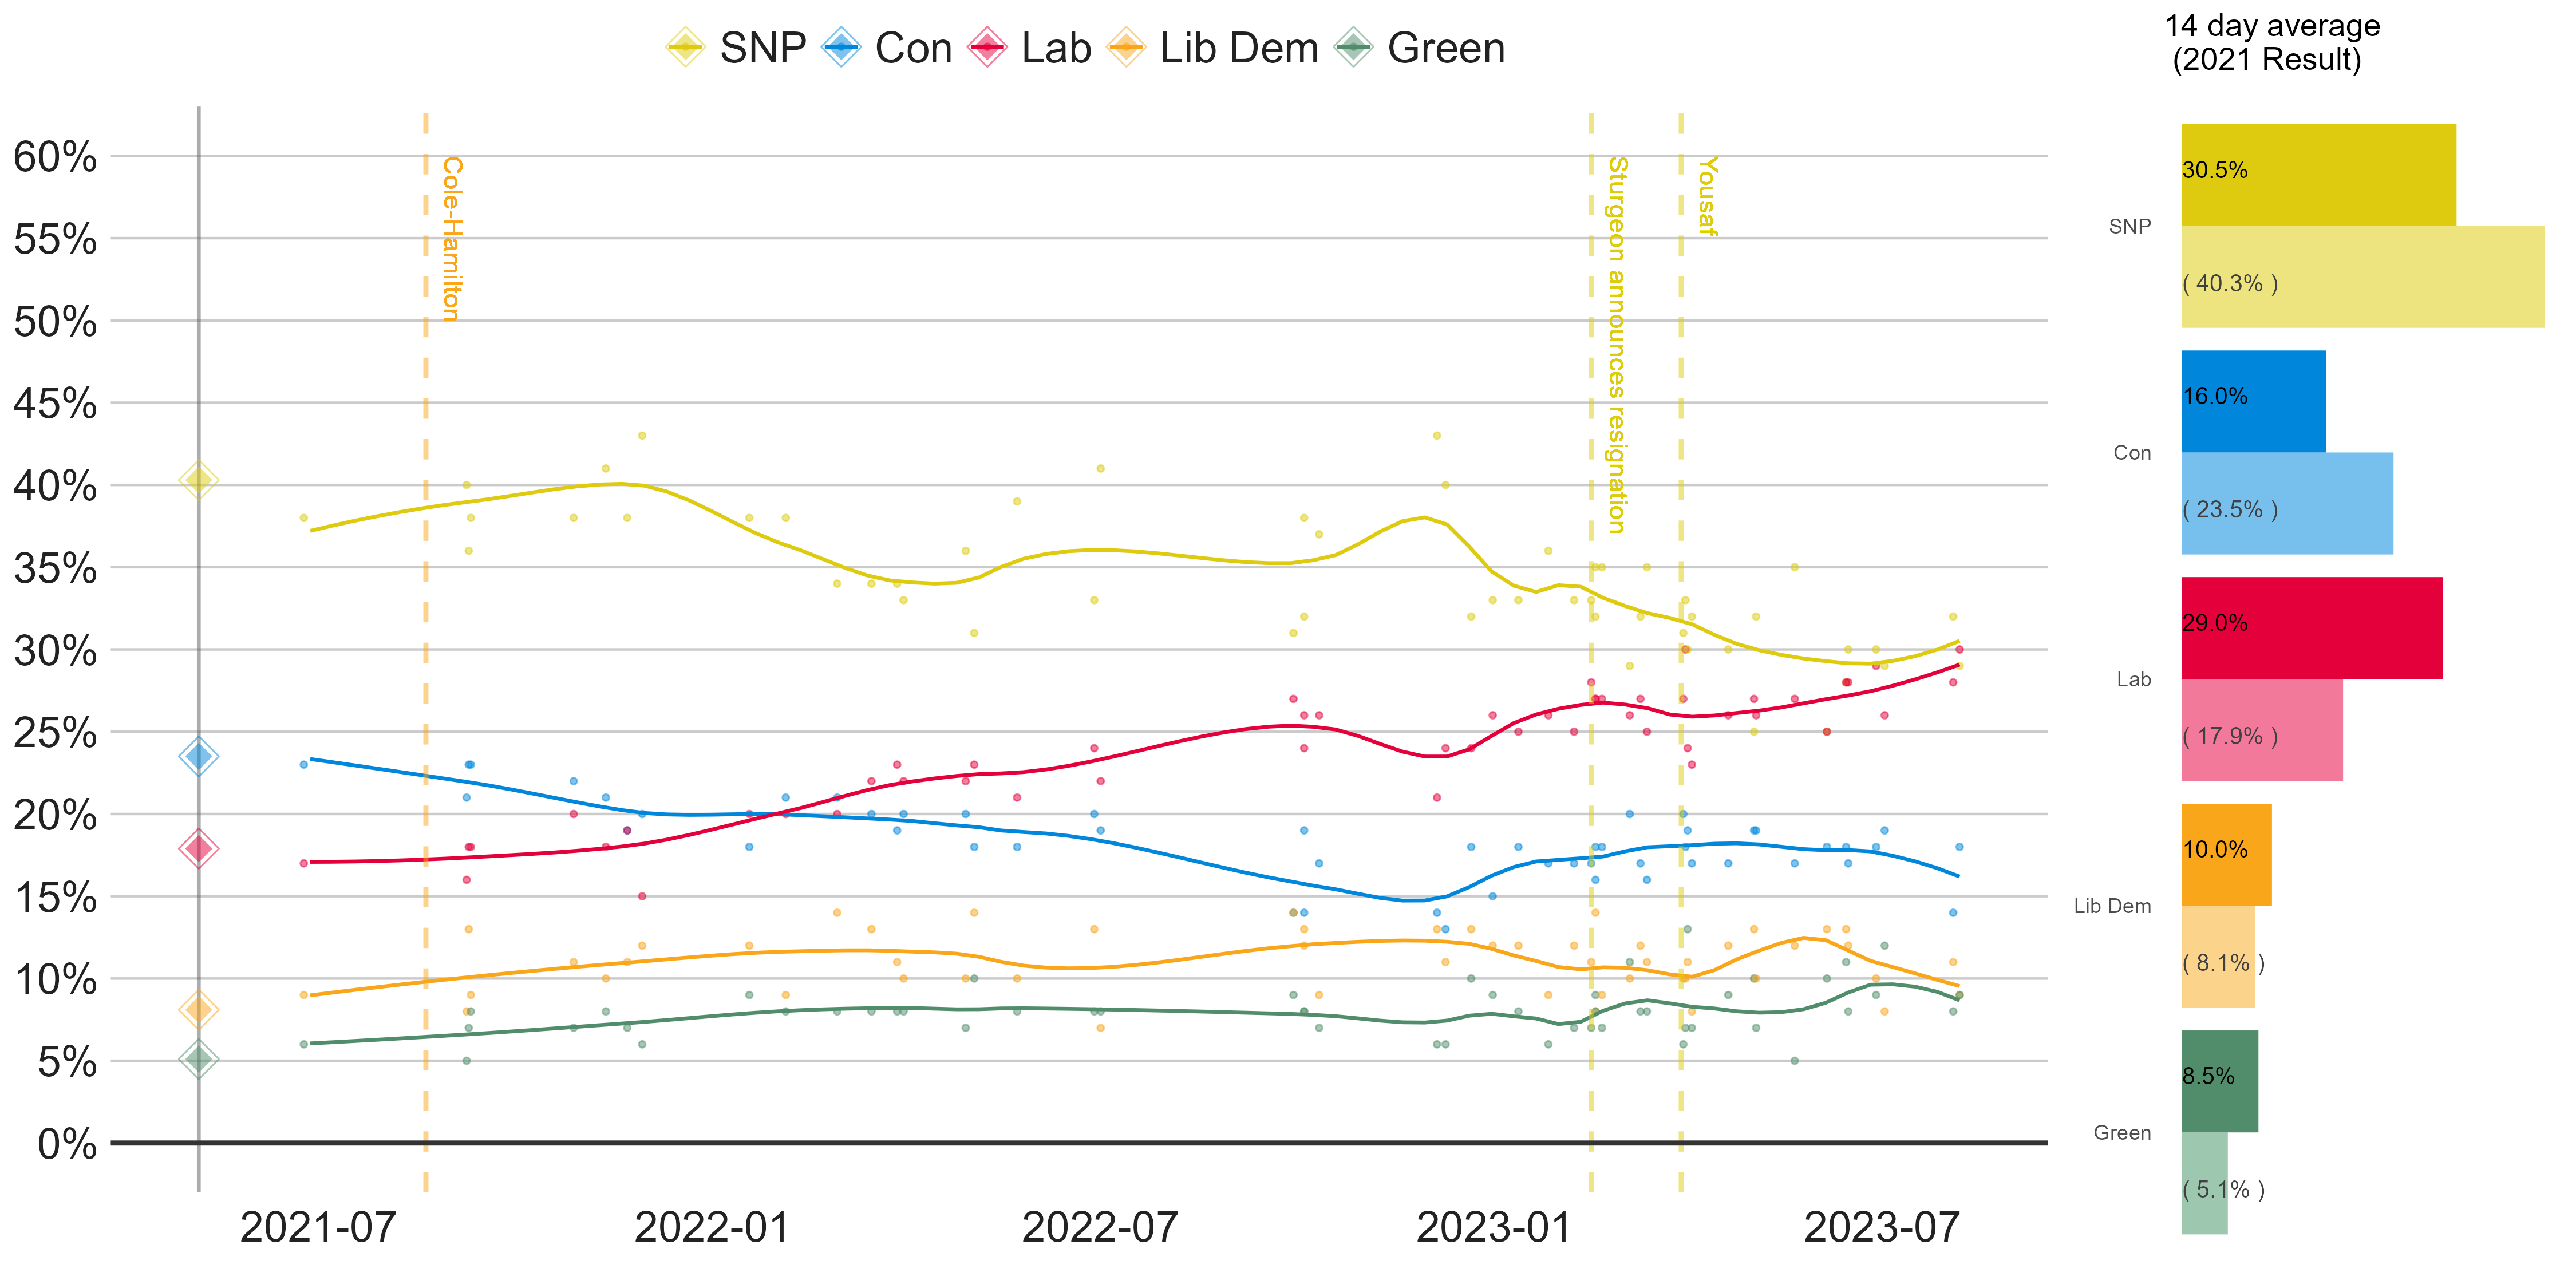 SNP Con Lab Lib Dem Green
14 day average
(2021 Result)
60%
55%
50%
45%
40%
35%
30%
25%
20%
15%
10%
5%
0%
Cole-Hamilton
Sturgeon announces resignation
Yousaf
2021-07 2022-01 2022-07 2023-01 2023-07
SNP
30.5%
( 40.3% )
Con
16.0%
( 23.5% )
Lab
29.0%
( 17.9% )
Lib Dem
10.0%
( 8.1% )
Green
8.5%
( 5.1% )